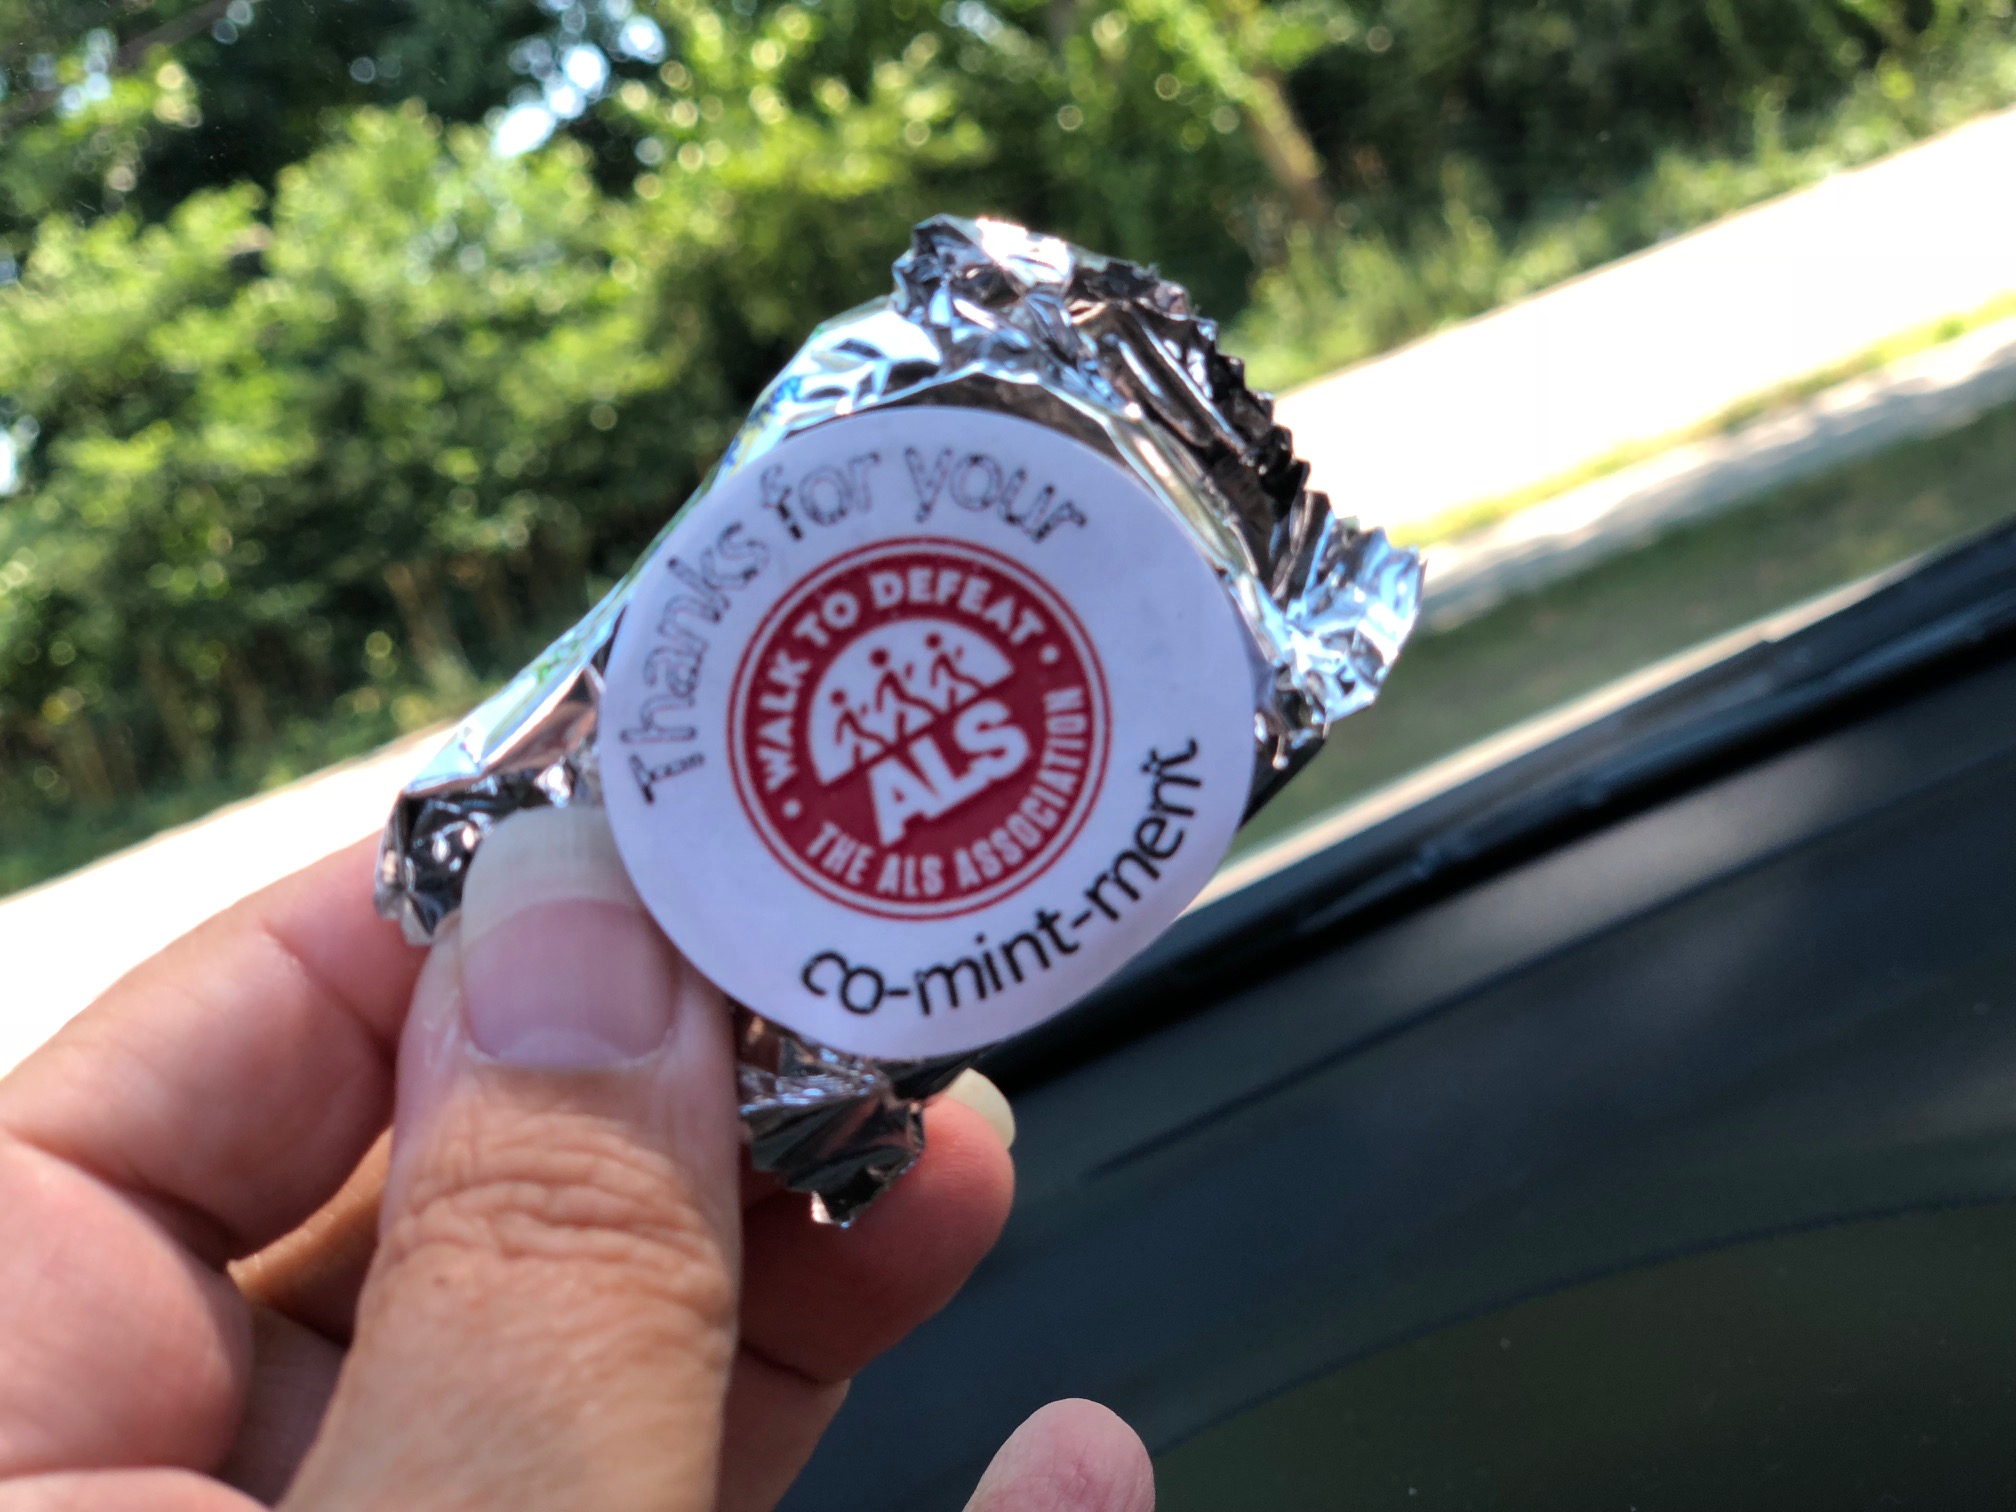 Thanks for your
WALK TO DEFEAT
ALS
THE ALS ASSOCIATION
co-mint-ment